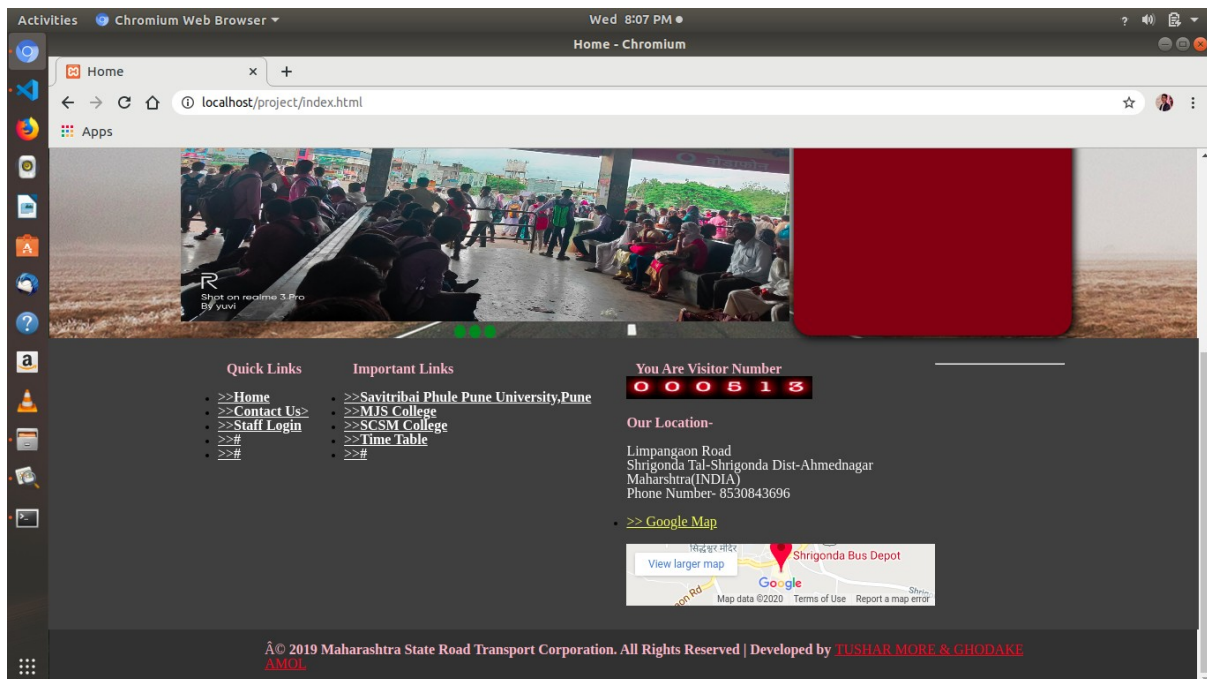 Activities Chromium Web Browser Wed 8:07 PM
Home - Chromium
Home
localhost/project/index.html
Apps
Shot on realme 3 Pro
By yuvi
Quick Links
>>Home
>>Contact Us>
>>Staff Login
>>#
>>#
Important Links
>>Savitribai Phule Pune University,Pune
>>MJS College
>>SCSM College
>>Time Table
>>#
You Are Visitor Number
000513
Our Location-
Limpangaon Road
Shrigonda Tal-Shrigonda Dist-Ahmednagar
Maharshtra(INDIA)
Phone Number- 8530843696
>> Google Map
सिद्धेश्वर मंदिर
View larger map
Shrigonda Bus Depot
Google
on Rd
Map data ©2020 Terms of Use Report a map error
Â© 2019 Maharashtra State Road Transport Corporation. All Rights Reserved | Developed by TUSHAR MORE & GHODAKE
AMOL